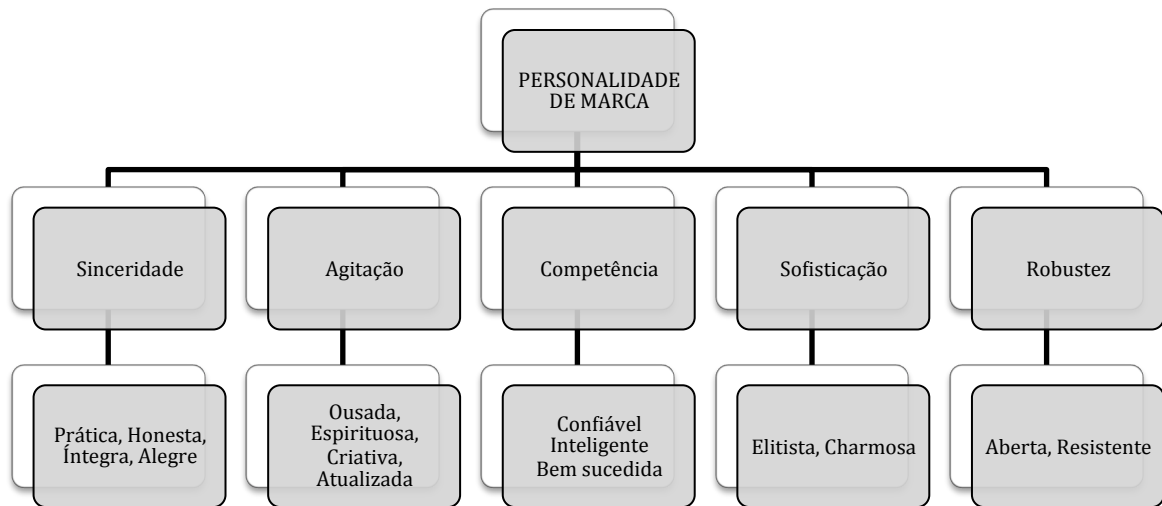 PERSONALIDADE
DE MARCA
Sinceridade
Agitação
Competência
Sofisticação
Robustez
Prática, Honesta,
Íntegra, Alegre
Ousada,
Espirituosa,
Criativa,
Atualizada
Confiável
Inteligente
Bem sucedida
Elitista, Charmosa
Aberta, Resistente